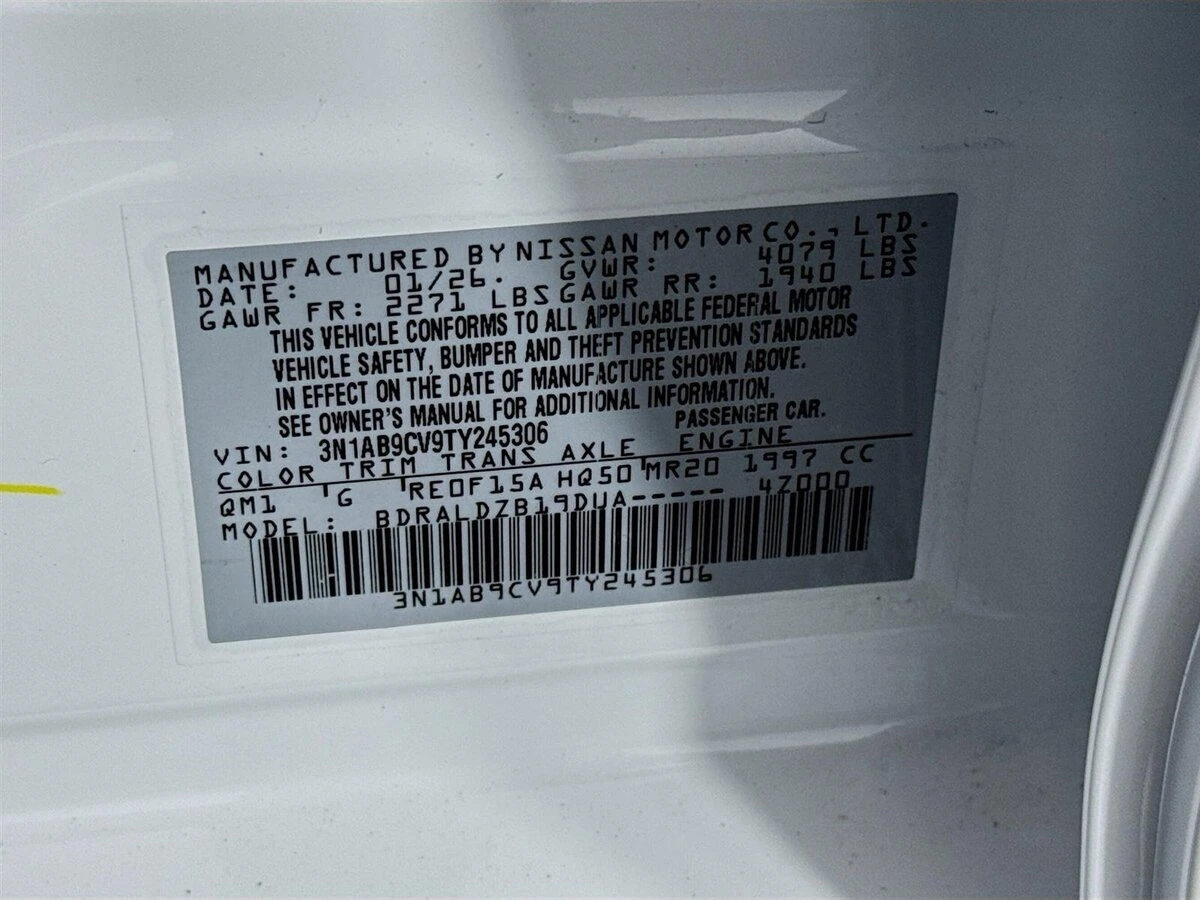 MANUFACTURED BY NISSAN MOTOR CO., LTD.
DATE: 01/26. GVWR: 4079 LBS
GAWR FR: 2271 LBS GAWR RR: 1940 LBS
THIS VEHICLE CONFORMS TO ALL APPLICABLE FEDERAL MOTOR
VEHICLE SAFETY, BUMPER AND THEFT PREVENTION STANDARDS
IN EFFECT ON THE DATE OF MANUFACTURE SHOWN ABOVE.
SEE OWNER'S MANUAL FOR ADDITIONAL INFORMATION.
VIN: 3N1AB9CV9TY245306 PASSENGER CAR.
COLOR TRIM TRANS AXLE ENGINE
QM1 G RE0F15A HQ50 MR20 1997 CC
MODEL: BDRALDZB19DUA----- 4Z000
3N1AB9CV9TY245306